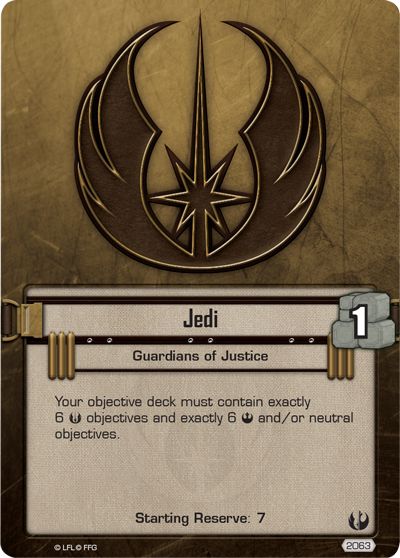 Jedi
1
Guardians of Justice
Your objective deck must contain exactly
6 objectives and exactly 6 and/or neutral
objectives.
Starting Reserve: 7
© LFL © FFG
2063